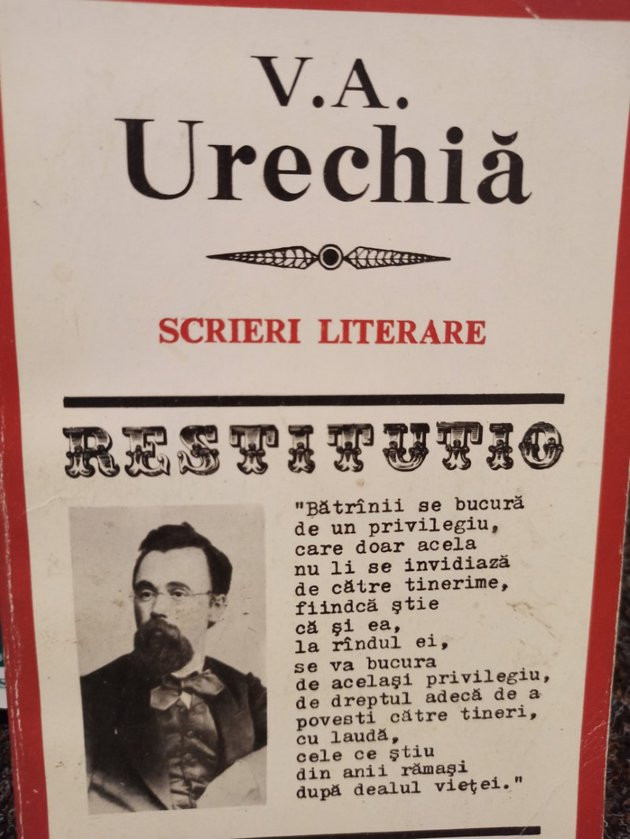 V.A.
Urechiă
SCRIERI LITERARE
RESTITUTIO
"Bătrînii se bucură
de un privilegiu,
care doar acela
nu li se invidiază
de către tinerime,
fiindcă ştie
că şi ea,
la rîndul ei,
se va bucura
de acelaşi privilegiu,
de dreptul adecă de a
povesti către tineri,
cu laudă,
cele ce ştiu
din anii rămaşi
după dealul vieţei."